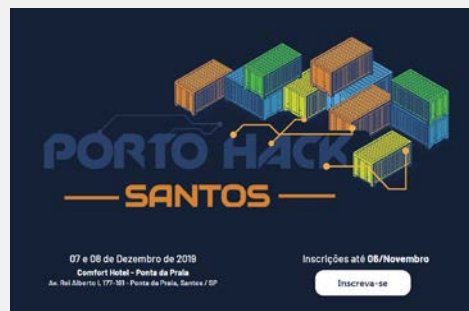 PORTO HACK
SANTOS
07 e 08 de Dezembro de 2019
Comfort Hotel - Ponta da Praia
Av. Rei Alberto I, 177-181 - Ponta da Praia, Santos / SP
Inscrições até 06/Novembro
Inscreva-se